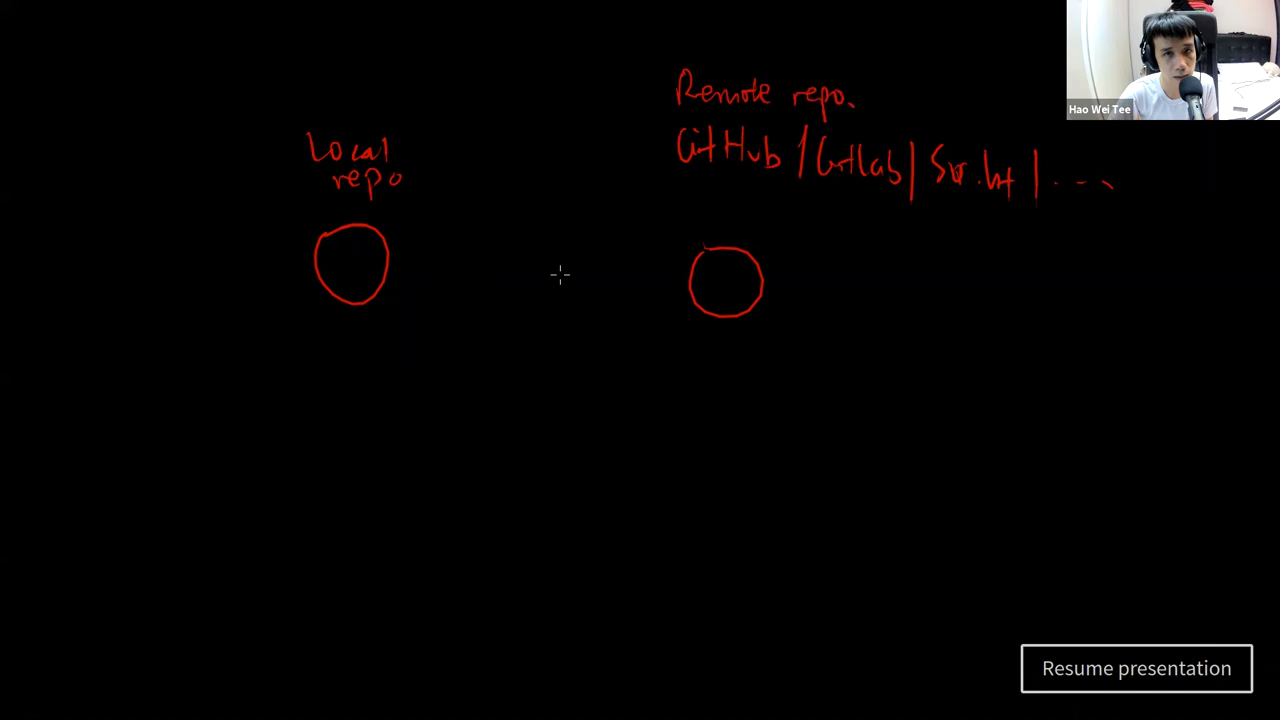 Remote repo.
GitHub / GitLab | Sr.ht | ...
Local
repo
Hao Wei Tee
Resume presentation